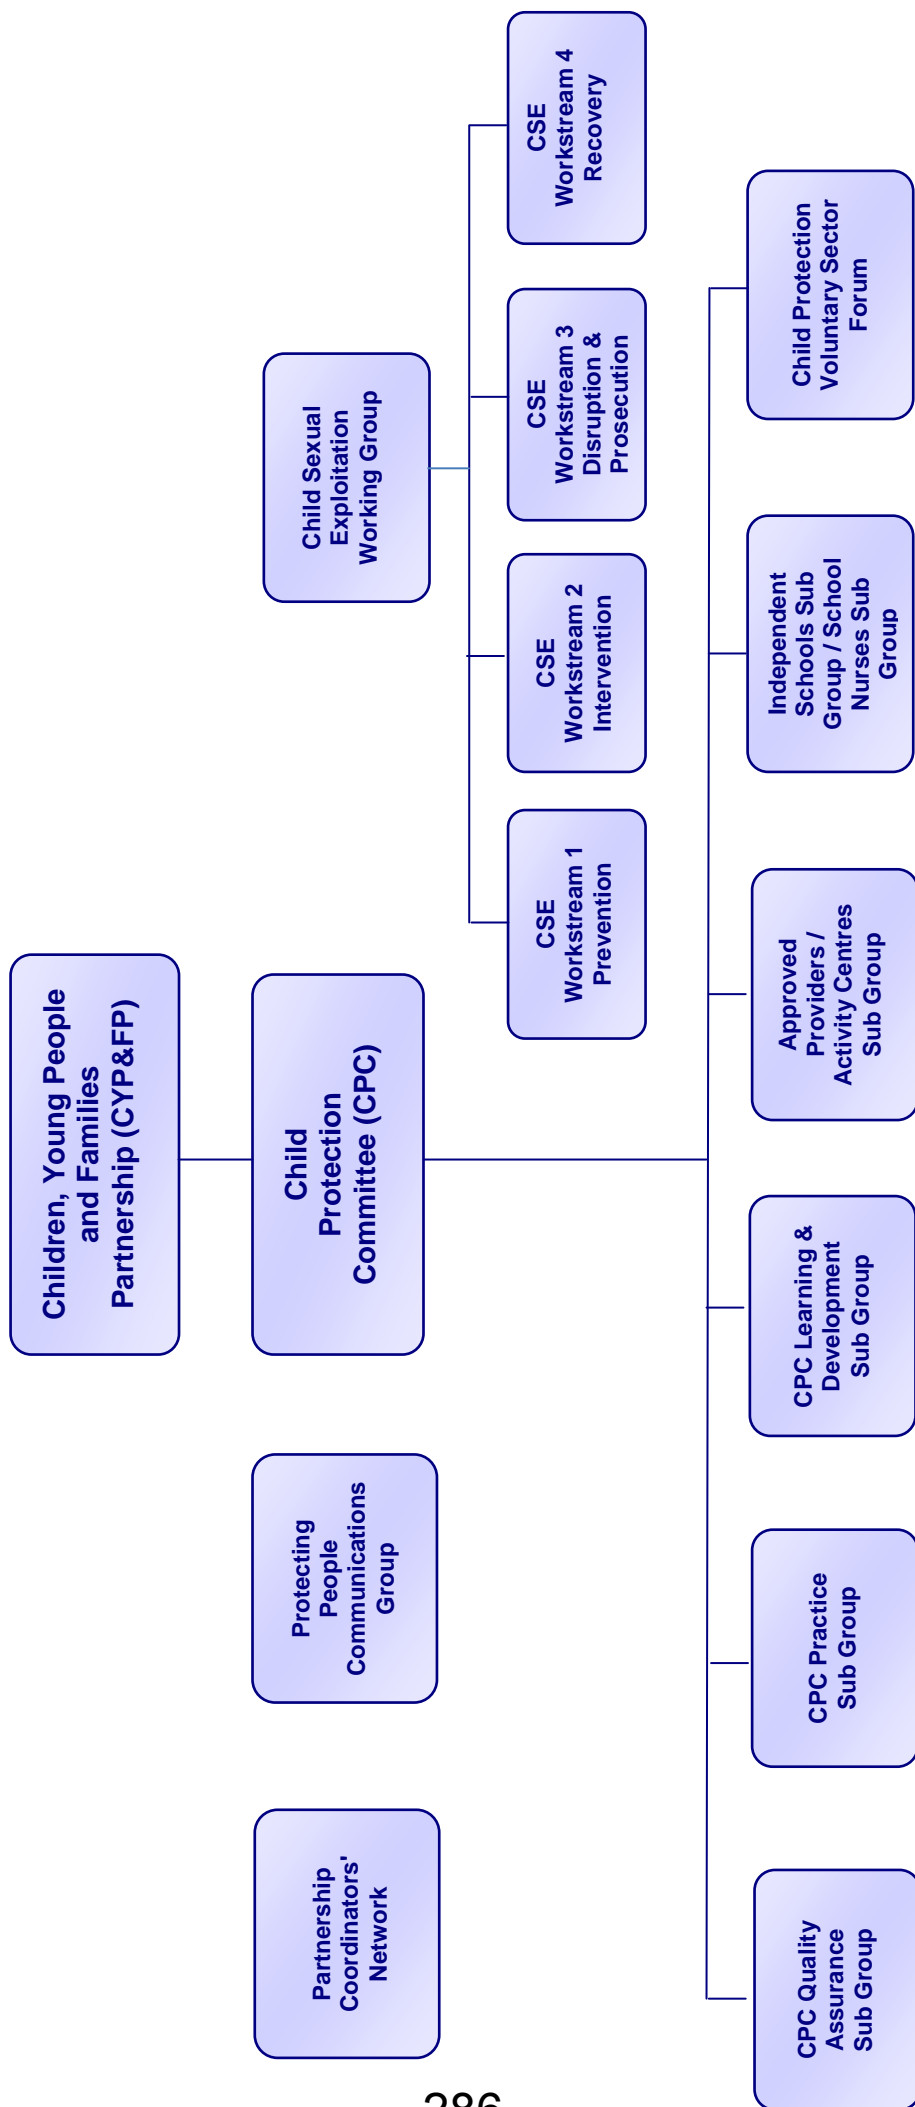 Children, Young People
and Families
Partnership (CYP&FP)
Partnership
Coordinators'
Network
Protecting
People
Communications
Group
Child
Protection
Committee (CPC)
Child Sexual
Exploitation
Working Group
CSE
Workstream 1
Prevention
CSE
Workstream 2
Intervention
CSE
Workstream 3
Disruption &
Prosecution
CSE
Workstream 4
Recovery
CPC Quality
Assurance
Sub Group
CPC Practice
Sub Group
CPC Learning &
Development
Sub Group
Approved
Providers /
Activity Centres
Sub Group
Independent
Schools Sub
Group / School
Nurses Sub
Group
Child Protection
Voluntary Sector
Forum
286